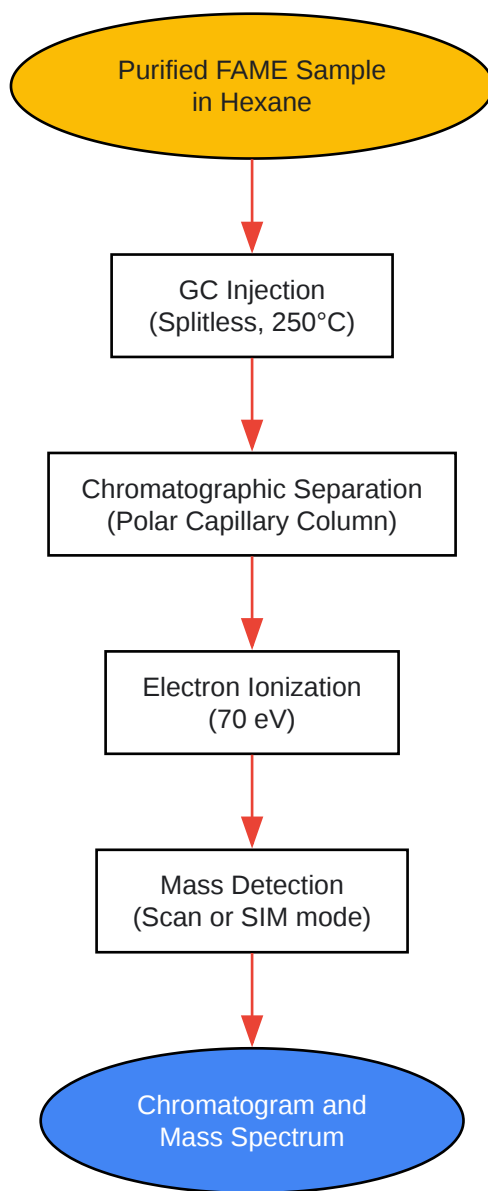 Purified FAME Sample
in Hexane
GC Injection
(Splitless, 250°C)
Chromatographic Separation
(Polar Capillary Column)
Electron Ionization
(70 eV)
Mass Detection
(Scan or SIM mode)
Chromatogram and
Mass Spectrum